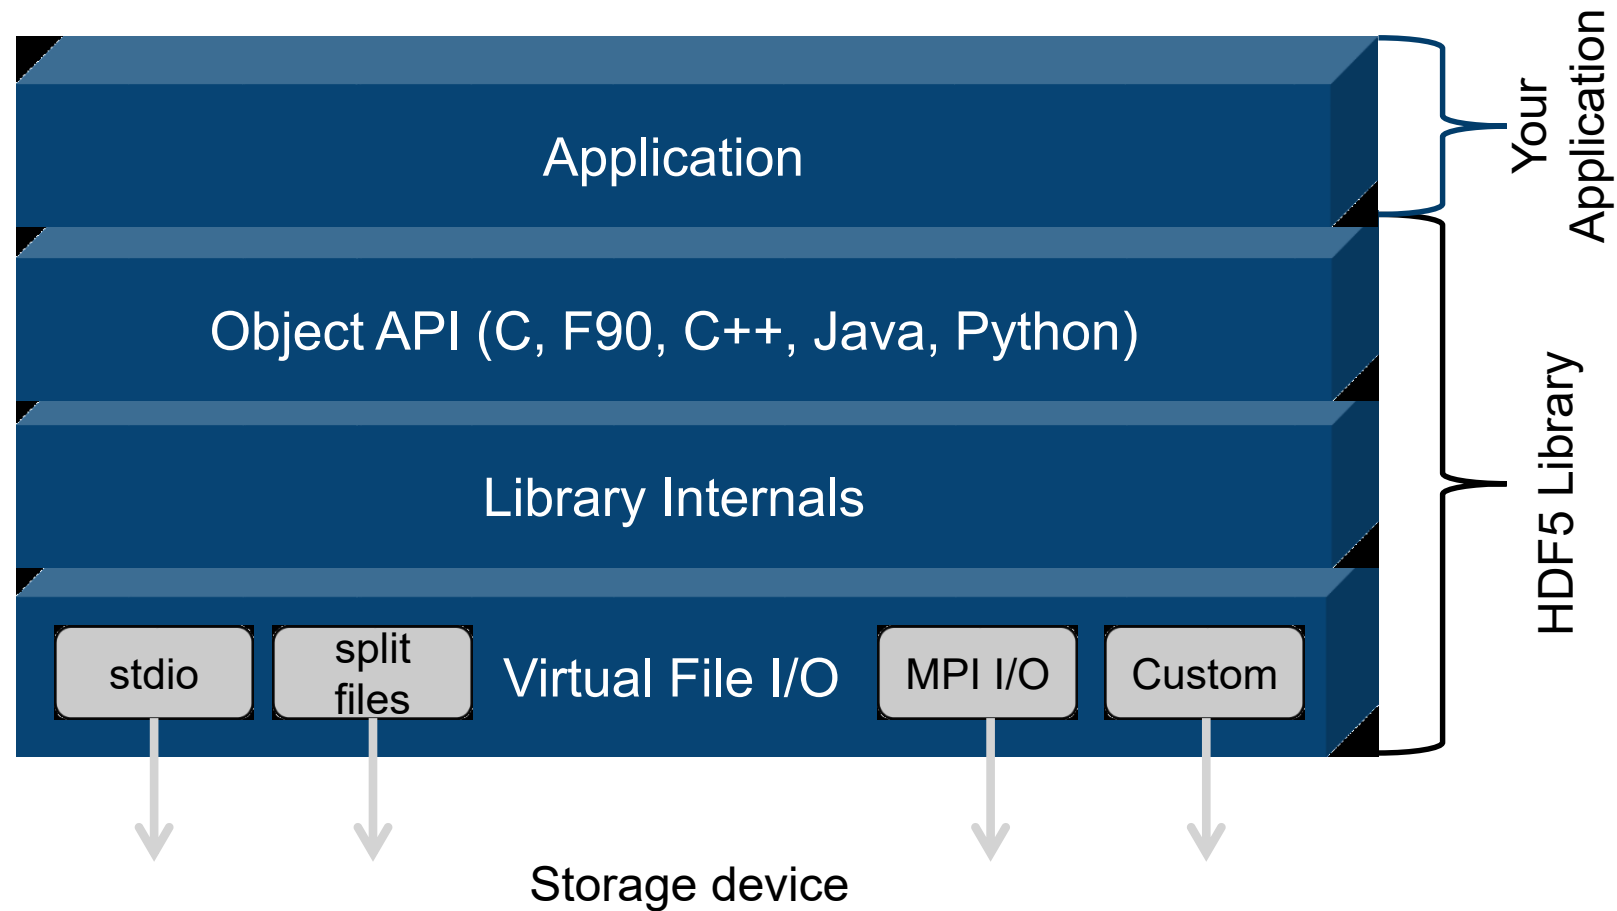 Application
Your
Application
Object API (C, F90, C++, Java, Python)
Library Internals
HDF5 Library
stdio
split
files
Virtual File I/O
MPI I/O
Custom
Storage device